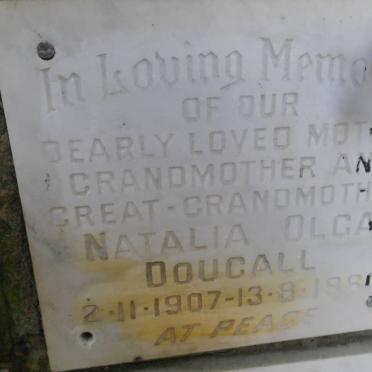 In Loving Memo
OF OUR
DEARLY LOVED MOT
GRANDMOTHER AN
GREAT-GRANDMOTH
NATALIA OLGA
DOUGALL
2·11·1907-13·8·198
AT PEACE